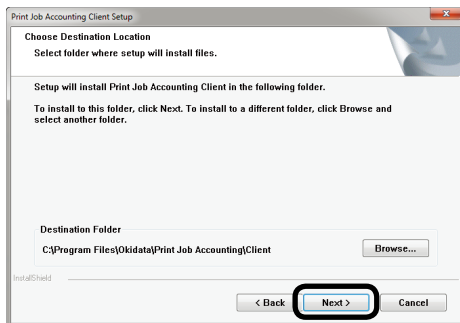 Print Job Accounting Client Setup
Choose Destination Location
Select folder where setup will install files.
Setup will install Print Job Accounting Client in the following folder.
To install to this folder, click Next. To install to a different folder, click Browse and
select another folder.
Destination Folder
C:\Program Files\Okidata\Print Job Accounting\Client
Browse...
InstallShield
< Back
Next >
Cancel